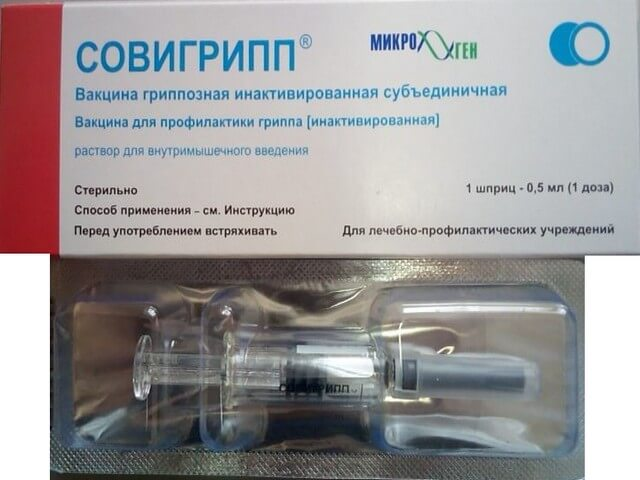 СОВИГРИПП®
МИКРОГЕН
Вакцина гриппозная инактивированная субъединичная
Вакцина для профилактики гриппа [инактивированная]
раствор для внутримышечного введения
Стерильно
1 шприц - 0,5 мл (1 доза)
Способ применения – см. Инструкцию
Перед употреблением встряхивать
Для лечебно-профилактических учреждений
СОВИГРИПП